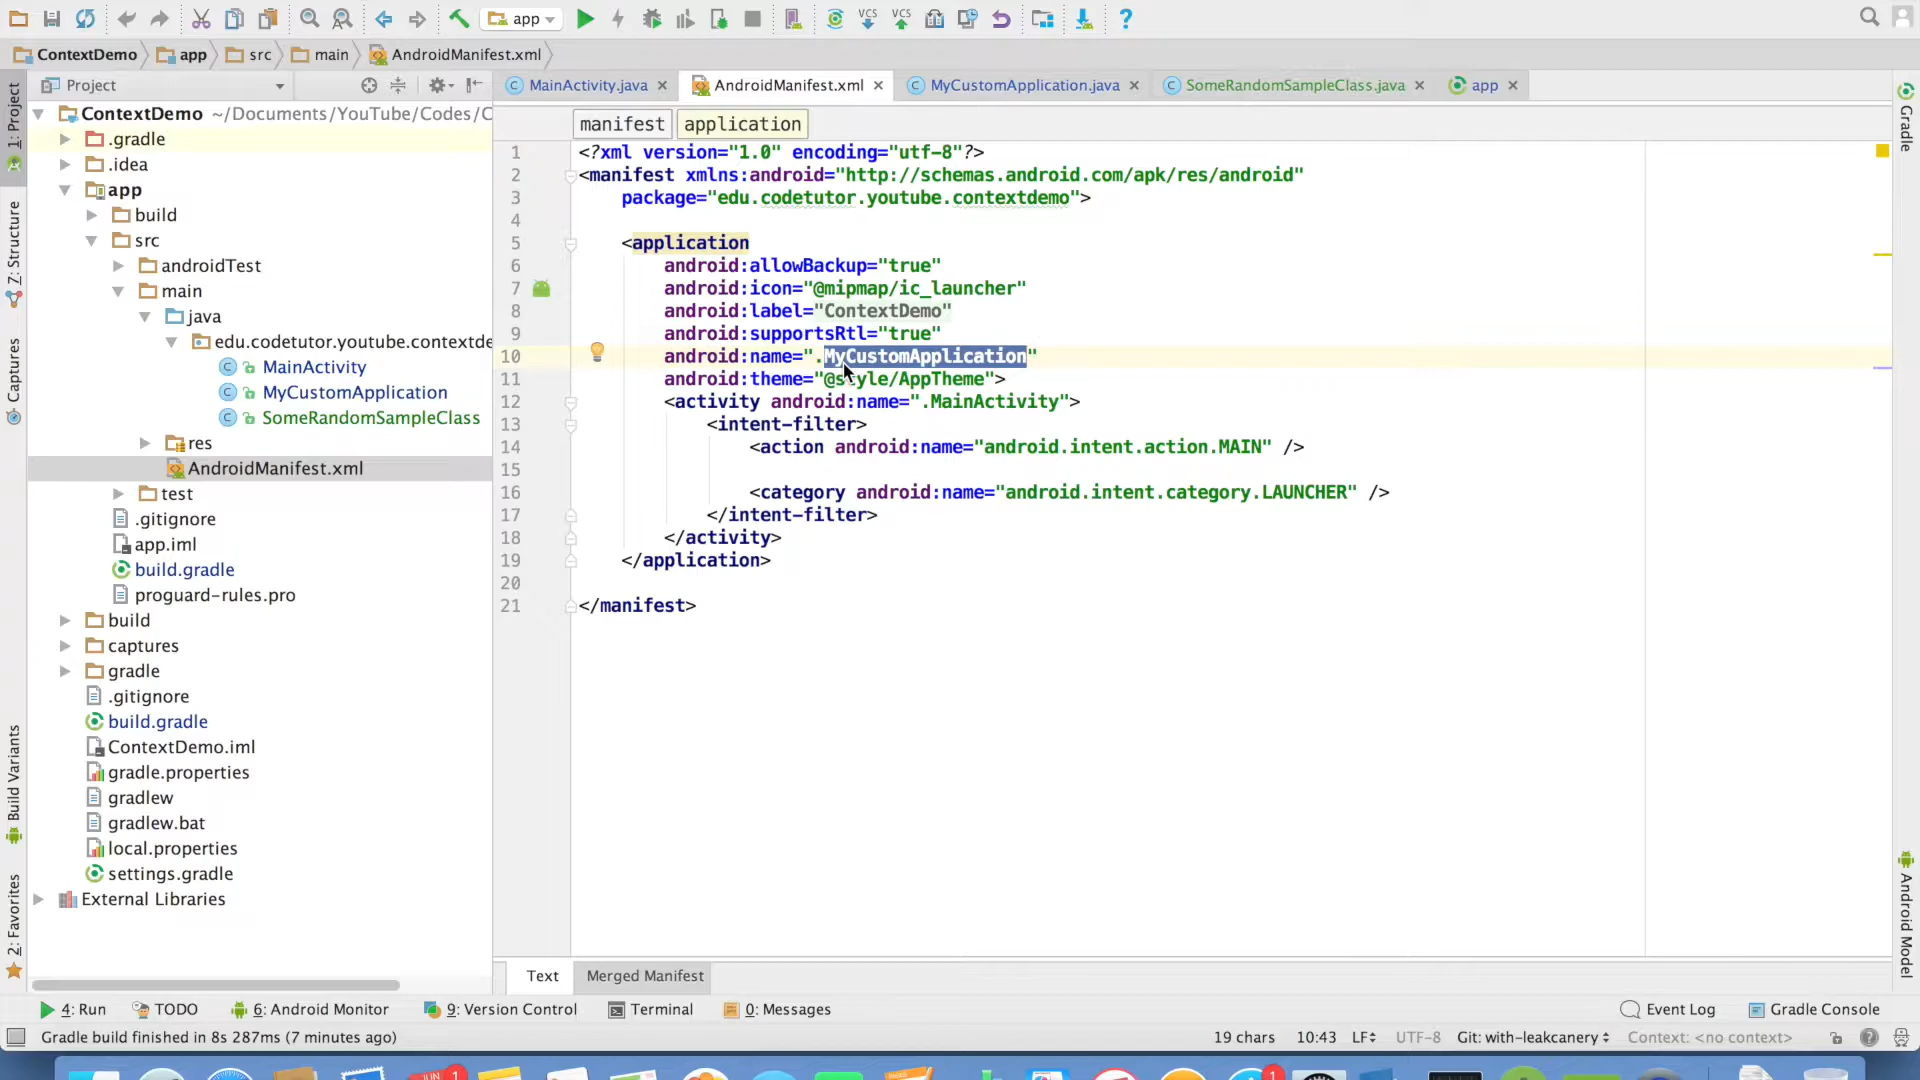 app
ContextDemo app src main AndroidManifest.xml
1: Project
Z: Structure
Captures
Build Variants
2: Favorites
Project
ContextDemo ~/Documents/YouTube/Codes/C
.gradle
.idea
app
build
src
androidTest
main
java
edu.codetutor.youtube.contextde
MainActivity
MyCustomApplication
SomeRandomSampleClass
res
AndroidManifest.xml
test
.gitignore
app.iml
build.gradle
proguard-rules.pro
build
captures
gradle
.gitignore
build.gradle
ContextDemo.iml
gradle.properties
gradlew
gradlew.bat
local.properties
settings.gradle
External Libraries
MainActivity.java AndroidManifest.xml MyCustomApplication.java SomeRandomSampleClass.java app
manifest application
1 <?xml version="1.0" encoding="utf-8"?>
2 <manifest xmlns:android="http://schemas.android.com/apk/res/android"
3 package="edu.codetutor.youtube.contextdemo">
4
5 <application
6 android:allowBackup="true"
7 android:icon="@mipmap/ic_launcher"
8 android:label="ContextDemo"
9 android:supportsRtl="true"
10 android:name=".MyCustomApplication"
11 android:theme="@style/AppTheme">
12 <activity android:name=".MainActivity">
13 <intent-filter>
14 <action android:name="android.intent.action.MAIN" />
15
16 <category android:name="android.intent.category.LAUNCHER" />
17 </intent-filter>
18 </activity>
19 </application>
20
21 </manifest>
Gradle
Android Model
Text Merged Manifest
4: Run TODO 6: Android Monitor 9: Version Control Terminal 0: Messages Event Log Gradle Console
Gradle build finished in 8s 287ms (7 minutes ago) 19 chars 10:43 LF UTF-8 Git: with-leakcanary Context: <no context>